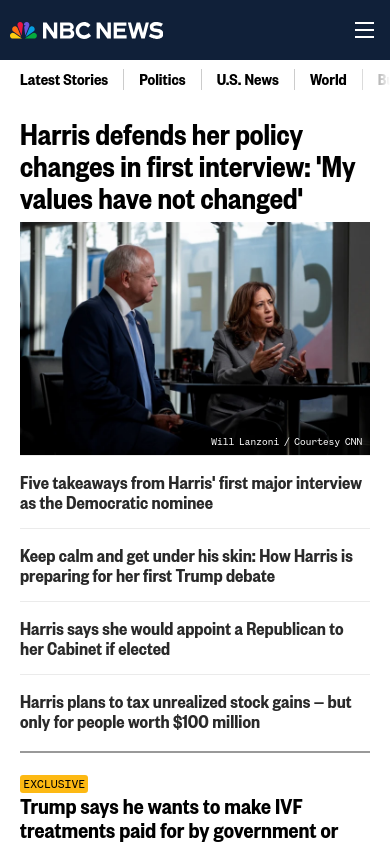 NBC NEWS
Latest Stories
Politics
U.S. News
World
Harris defends her policy
changes in first interview: 'My
values have not changed'
Will Lanzoni / Courtesy CNN
Five takeaways from Harris' first major interview
as the Democratic nominee
Keep calm and get under his skin: How Harris is
preparing for her first Trump debate
Harris says she would appoint a Republican to
her Cabinet if elected
Harris plans to tax unrealized stock gains — but
only for people worth $100 million
EXCLUSIVE
Trump says he wants to make IVF
treatments paid for by government or